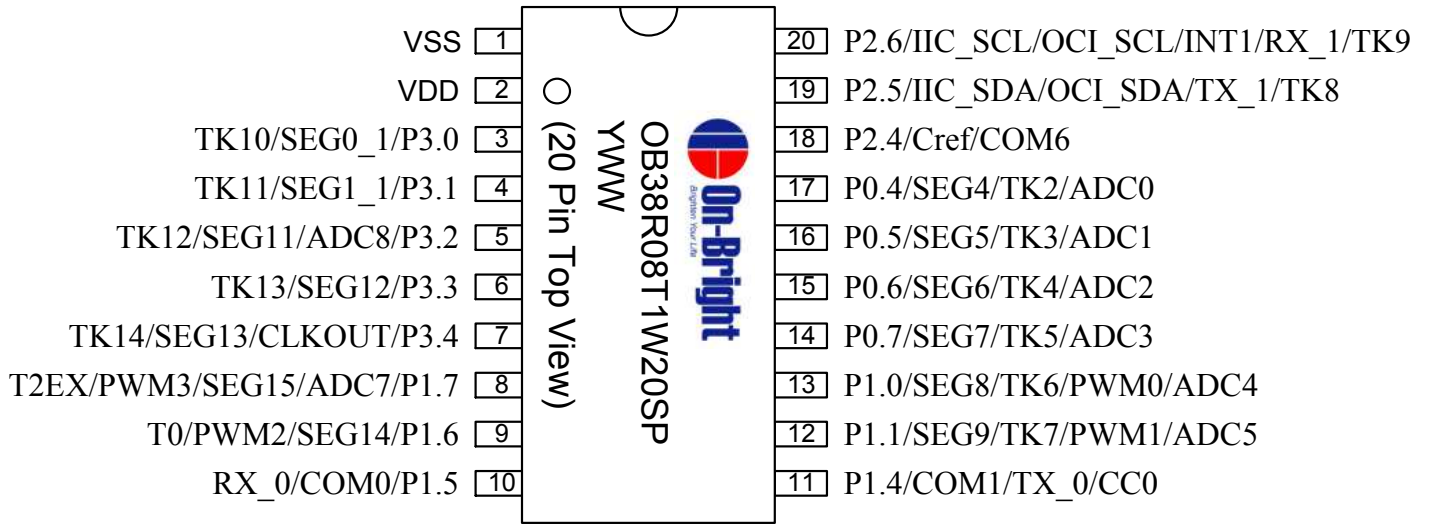 VSS 1
VDD 2
TK10/SEG0_1/P3.0 3
TK11/SEG1_1/P3.1 4
TK12/SEG11/ADC8/P3.2 5
TK13/SEG12/P3.3 6
TK14/SEG13/CLKOUT/P3.4 7
T2EX/PWM3/SEG15/ADC7/P1.7 8
T0/PWM2/SEG14/P1.6 9
RX_0/COM0/P1.5 10
On-Bright
Brighten Your Life
OB38R08T1W20SP
YWW
(20 Pin Top View)
20 P2.6/IIC_SCL/OCI_SCL/INT1/RX_1/TK9
19 P2.5/IIC_SDA/OCI_SDA/TX_1/TK8
18 P2.4/Cref/COM6
17 P0.4/SEG4/TK2/ADC0
16 P0.5/SEG5/TK3/ADC1
15 P0.6/SEG6/TK4/ADC2
14 P0.7/SEG7/TK5/ADC3
13 P1.0/SEG8/TK6/PWM0/ADC4
12 P1.1/SEG9/TK7/PWM1/ADC5
11 P1.4/COM1/TX_0/CC0